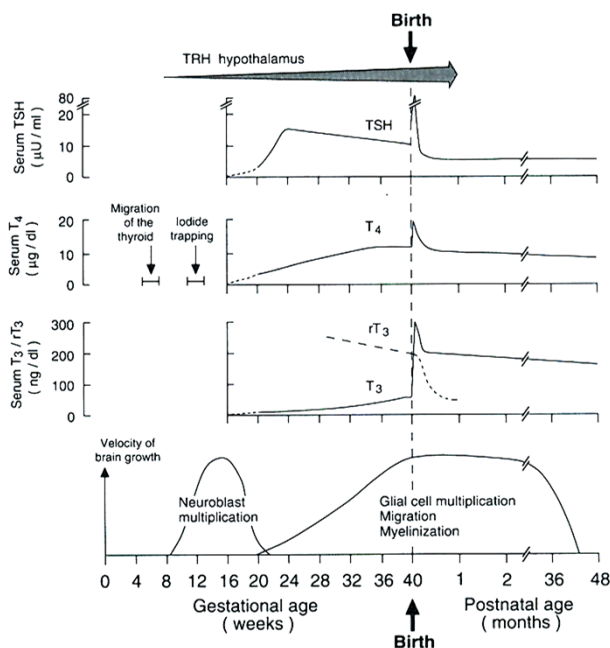 Birth
TRH hypothalamus
Serum TSH
( μU / ml )
80
20
10
0
TSH
Migration
of the
thyroid
Iodide
trapping
Serum T4
( μg / dl )
20
10
0
T4
Serum T3 / rT3
( ng / dl )
300
200
100
0
rT3
T3
Velocity of
brain growth
Neuroblast
multiplication
Glial cell multiplication
Migration
Myelinization
0 4 8 12 16 20 24 28 32 36 40 1 2 36 48
Gestational age
( weeks )
Postnatal age
( months )
Birth